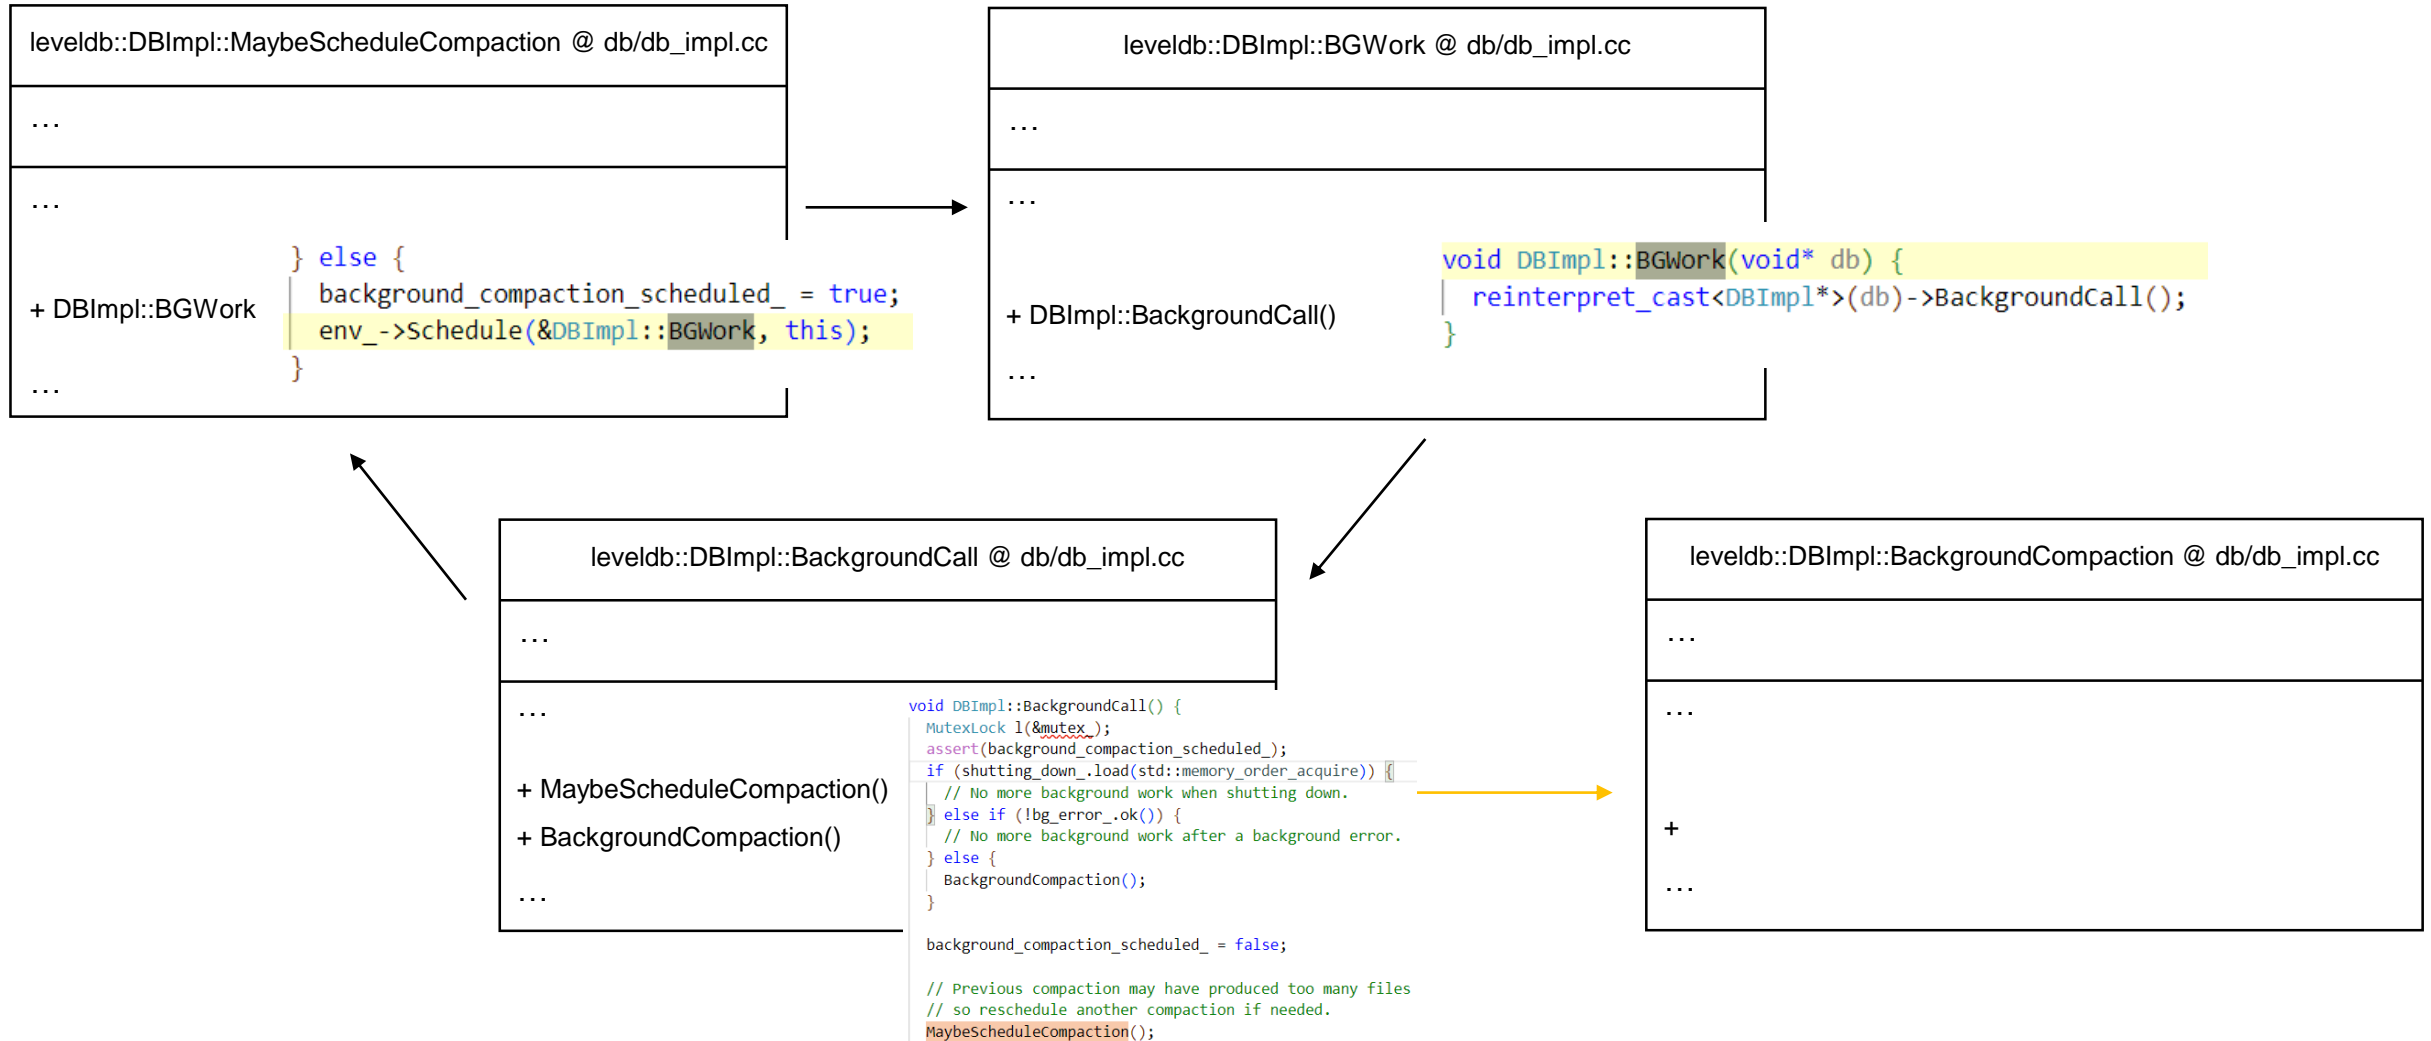 leveldb::DBImpl::MaybeScheduleCompaction @ db/db_impl.cc
…
…
+ DBImpl::BGWork
…
} else {
background_compaction_scheduled_ = true;
env_->Schedule(&DBImpl::BGWork, this);
}
leveldb::DBImpl::BGWork @ db/db_impl.cc
…
…
+ DBImpl::BackgroundCall()
…
void DBImpl::BGWork(void* db) {
reinterpret_cast<DBImpl*>(db)->BackgroundCall();
}
leveldb::DBImpl::BackgroundCall @ db/db_impl.cc
…
…
+ MaybeScheduleCompaction()
+ BackgroundCompaction()
…
void DBImpl::BackgroundCall() {
MutexLock l(&mutex_);
assert(background_compaction_scheduled_);
if (shutting_down_.load(std::memory_order_acquire)) {
// No more background work when shutting down.
} else if (!bg_error_.ok()) {
// No more background work after a background error.
} else {
BackgroundCompaction();
}
background_compaction_scheduled_ = false;
// Previous compaction may have produced too many files
// so reschedule another compaction if needed.
MaybeScheduleCompaction();
leveldb::DBImpl::BackgroundCompaction @ db/db_impl.cc
…
…
+
…